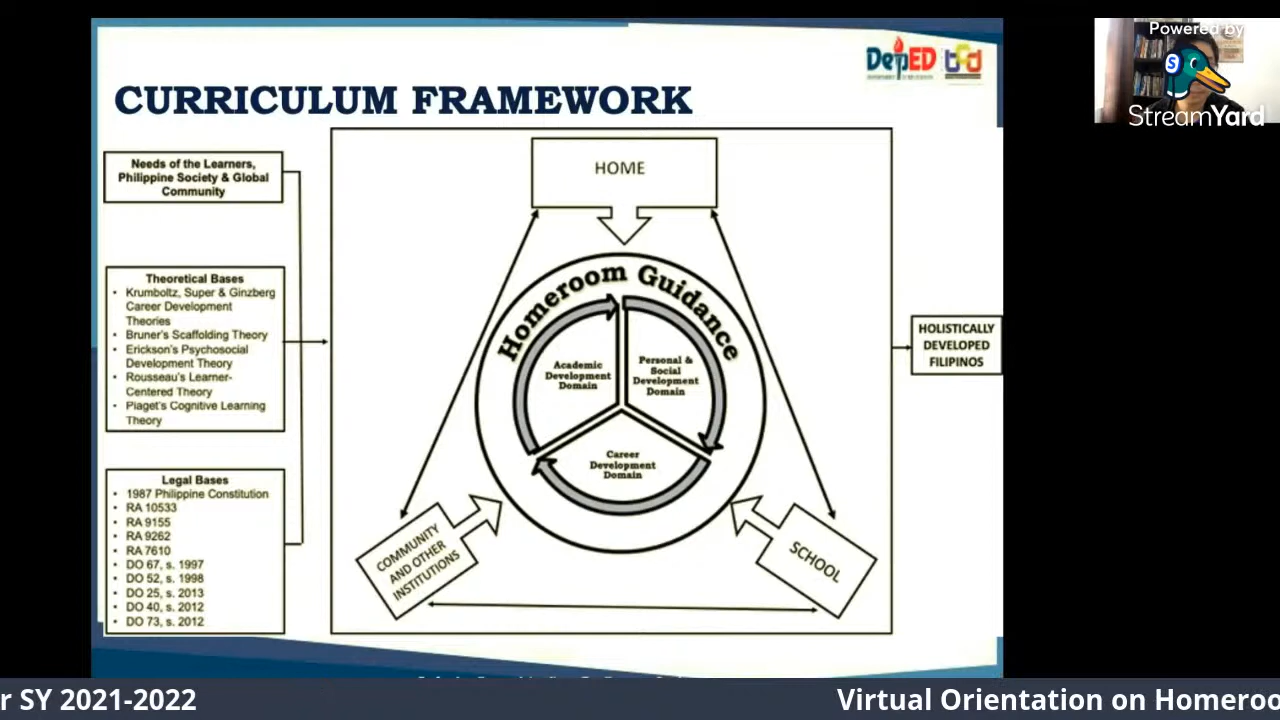 Powered by
StreamYard
DepED
CURRICULUM FRAMEWORK
Needs of the Learners,
Philippine Society & Global
Community
Theoretical Bases
• Krumboltz, Super & Ginzberg
Career Development
Theories
• Bruner's Scaffolding Theory
• Erickson's Psychosocial
Development Theory
• Rousseau's Learner-
Centered Theory
• Piaget's Cognitive Learning
Theory
Legal Bases
• 1987 Philippine Constitution
• RA 10533
• RA 9155
• RA 9262
• RA 7610
• DO 67, s. 1997
• DO 52, s. 1998
• DO 25, s. 2013
• DO 40, s. 2012
• DO 73, s. 2012
HOME
Homeroom Guidance
Academic
Development
Domain
Personal &
Social
Development
Domain
Career
Development
Domain
COMMUNITY
AND OTHER
INSTITUTIONS
SCHOOL
HOLISTICALLY
DEVELOPED
FILIPINOS
r SY 2021-2022
Virtual Orientation on Homeroo